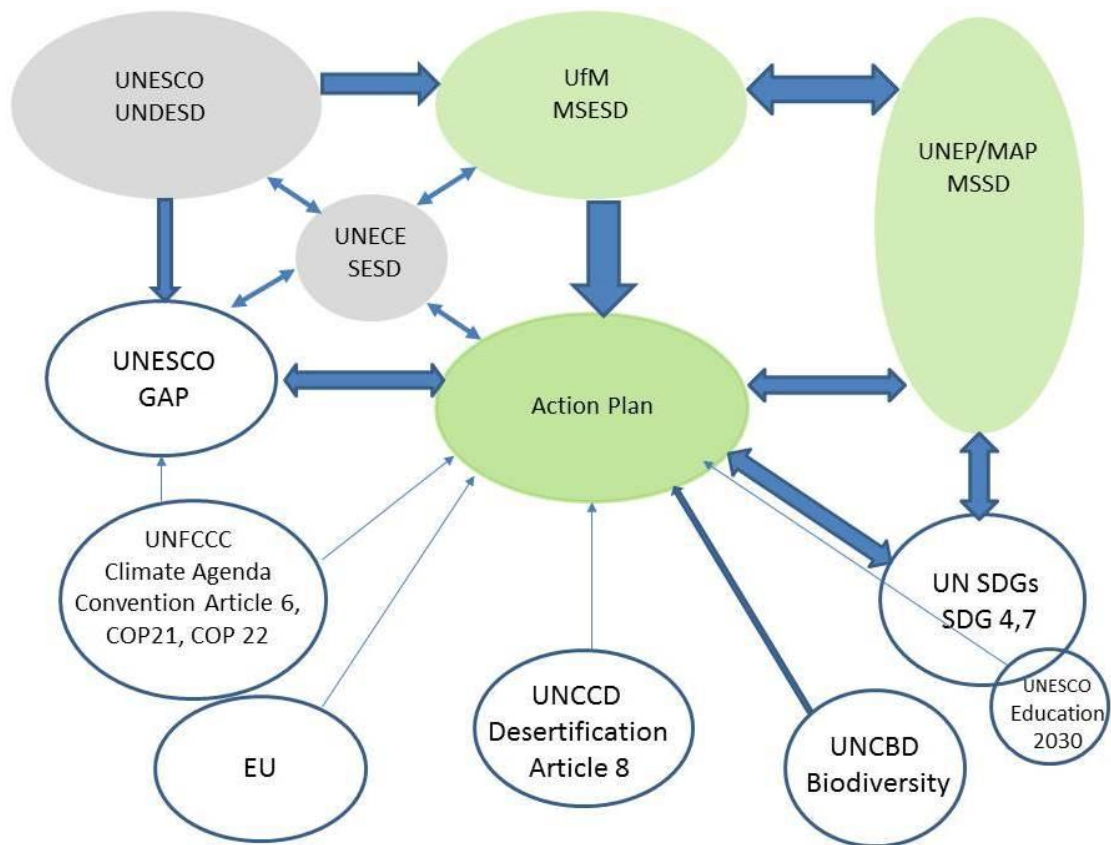 UNESCO
UNDESD
UfM
MSESD
UNEP/MAP
MSSD
UNECE
SESD
UNESCO
GAP
Action Plan
UNFCCC
Climate Agenda
Convention Article 6,
COP21, COP 22
UN SDGs
SDG 4,7
UNESCO
Education
2030
EU
UNCCD
Desertification
Article 8
UNCBD
Biodiversity